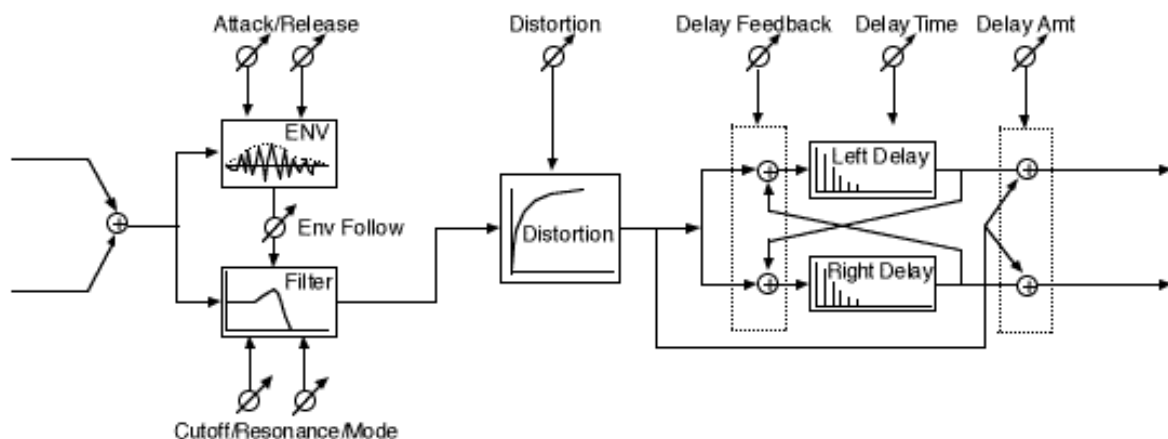 Attack/Release
Distortion
Delay Feedback
Delay Time
Delay Amt
ENV
Left Delay
Env Follow
Distortion
Filter
Right Delay
Cutoff/Resonance/Mode